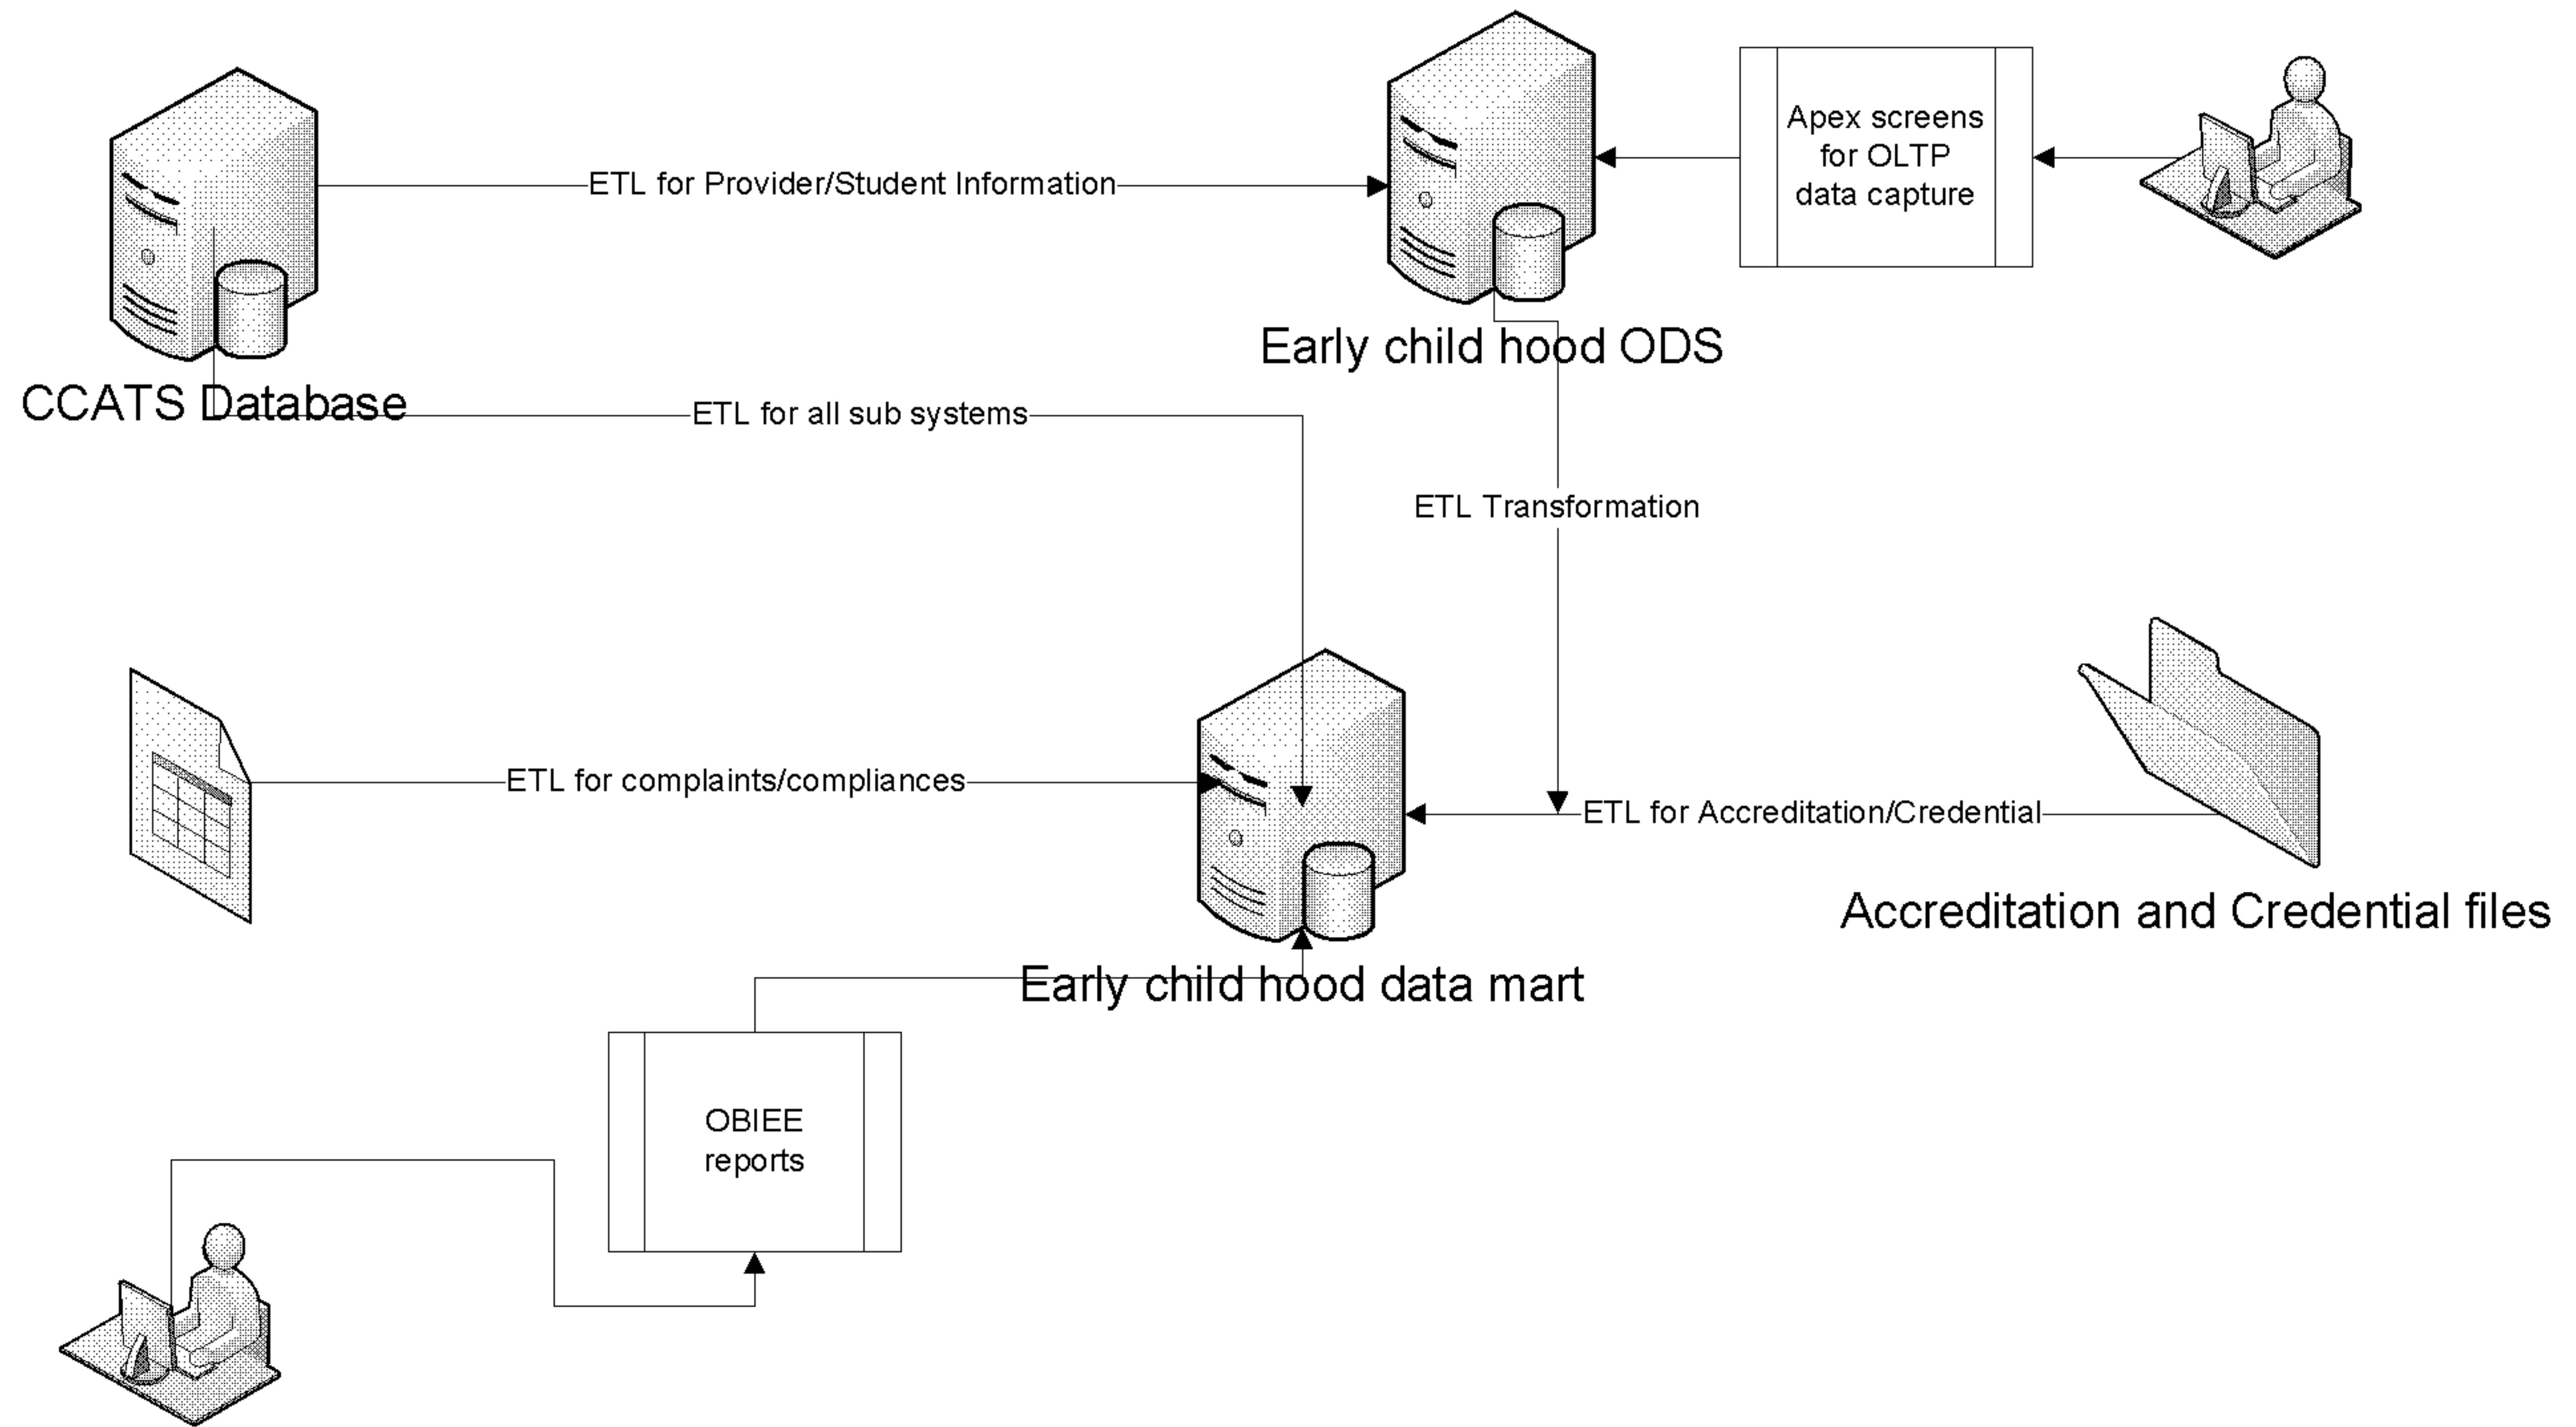 Apex screens
for OLTP
data capture
ETL for Provider/Student Information
Early child hood ODS
CCATS Database
ETL for all sub systems
ETL Transformation
ETL for complaints/compliances
ETL for Accreditation/Credential
Accreditation and Credential files
Early child hood data mart
OBIEE
reports